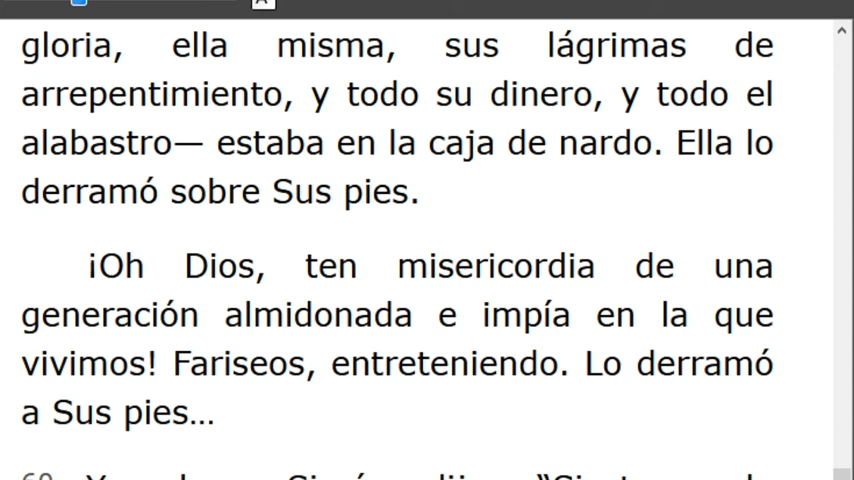 gloria, ella misma, sus lágrimas de
arrepentimiento, y todo su dinero, y todo el
alabastro— estaba en la caja de nardo. Ella lo
derramó sobre Sus pies.
¡Oh Dios, ten misericordia de una
generación almidonada e impía en la que
vivimos! Fariseos, entreteniendo. Lo derramó
a Sus pies...